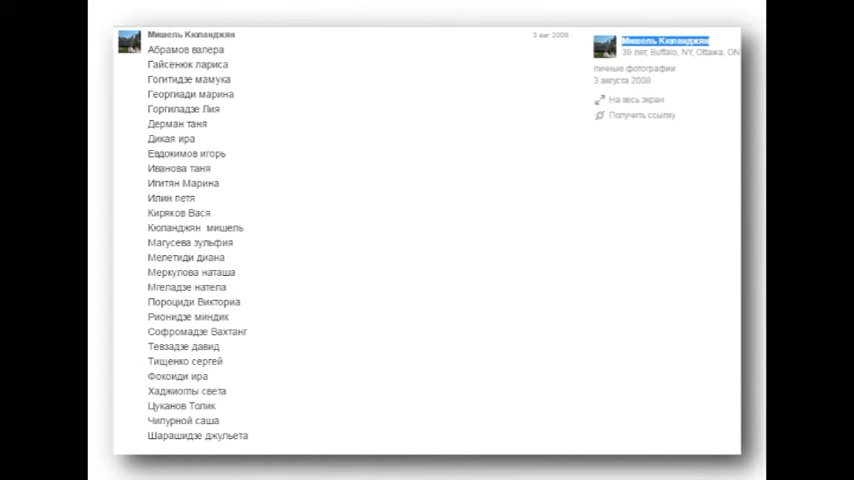 Мишель Кюланджян
3 авг 2008
Абрамов валера
Гайсенюк лариса
Гогитидзе мамука
Георгиади марина
Горгиладзе Лия
Дерман таня
Дикая ира
Евдокимов игорь
Иванова таня
Игитян Марина
Илин петя
Киряков Вася
Кюланджян мишель
Магусева зульфия
Мелетиди диана
Меркулова наташа
Мгеладзе натела
Пороциди Викториа
Рионидзе миндик
Софромадзе Вахтанг
Тевзадзе давид
Тищенко сергей
Фокоиди ира
Хаджиоглы света
Цуканов Толик
Чипурной саша
Шарашидзе джульета
Мишель Кюланджян
39 лет, Buffalo, NY, Ottawa, ON
личные фотографии
3 августа 2008
На весь экран
Получить ссылку